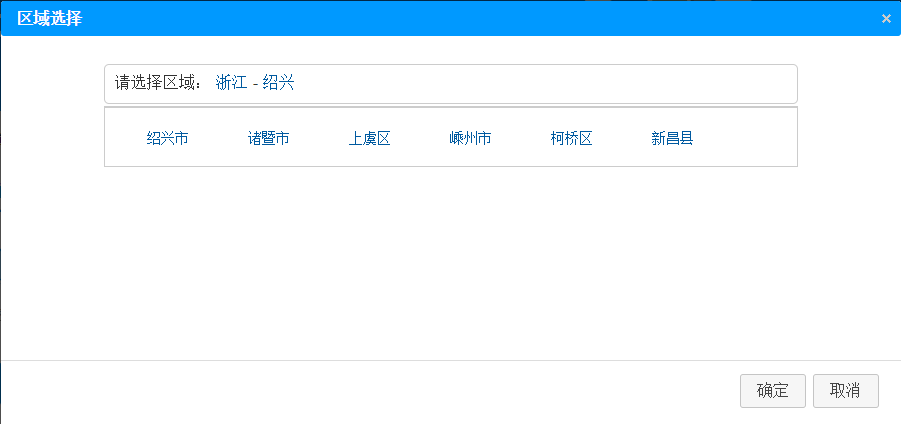 区域选择 ×
请选择区域： 浙江 - 绍兴
绍兴市 诸暨市 上虞区 嵊州市 柯桥区 新昌县
确定 取消